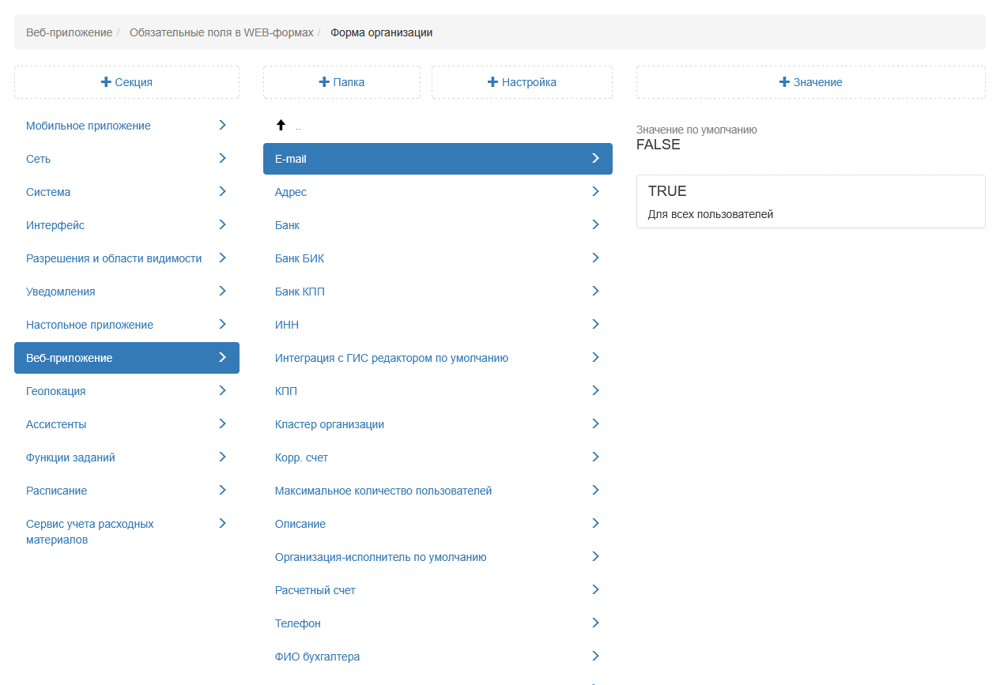 Веб-приложение / Обязательные поля в WEB-формах / Форма организации
Секция
Папка
Настройка
Значение
Мобильное приложение
Сеть
Система
Интерфейс
Разрешения и области видимости
Уведомления
Настольное приложение
Веб-приложение
Геолокация
Ассистенты
Функции заданий
Расписание
Сервис учета расходных
материалов
..
E-mail
Адрес
Банк
Банк БИК
Банк КПП
ИНН
Интеграция с ГИС редактором по умолчанию
КПП
Кластер организации
Корр. счет
Максимальное количество пользователей
Описание
Организация-исполнитель по умолчанию
Расчетный счет
Телефон
ФИО бухгалтера
Значение по умолчанию
FALSE
TRUE
Для всех пользователей